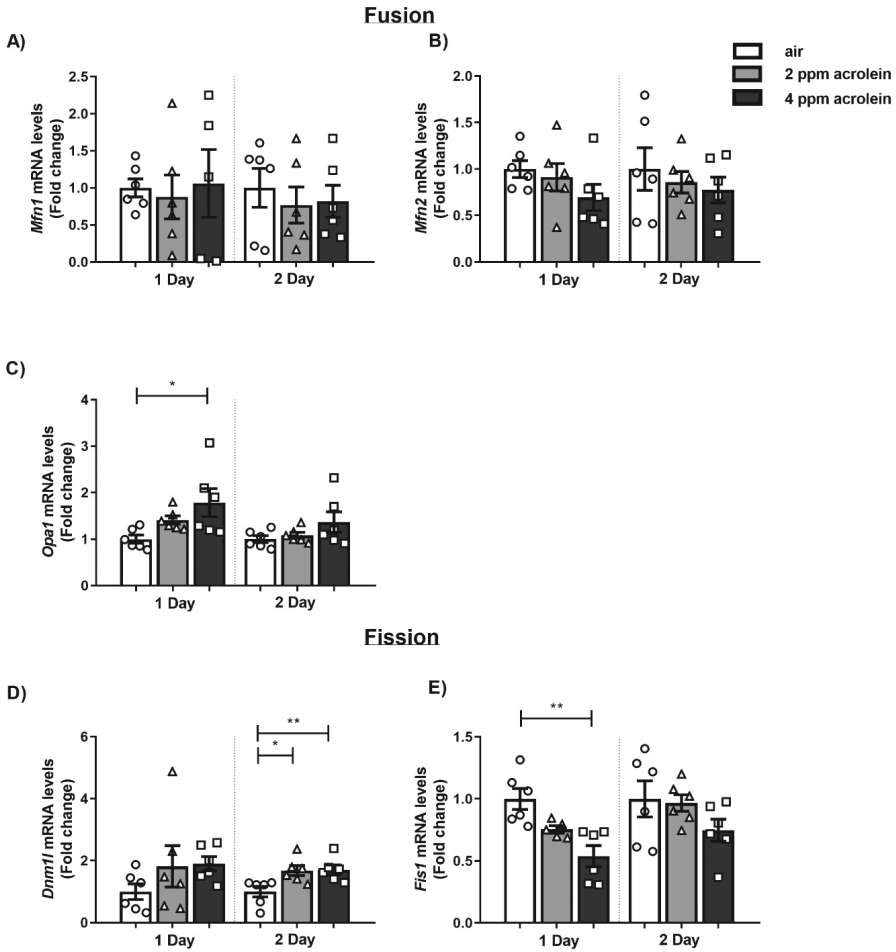 Fusion
A)
Mfn1 mRNA levels
(Fold change)
2.5
2.0
1.5
1.0
0.5
0.0
1 Day
2 Day
B)
Mfn2 mRNA levels
(Fold change)
2.0
1.5
1.0
0.5
0.0
1 Day
2 Day
air
2 ppm acrolein
4 ppm acrolein
C)
Opa1 mRNA levels
(Fold change)
4
3
2
1
0
*
1 Day
2 Day
Fission
D)
Dnm1l mRNA levels
(Fold change)
6
4
2
0
**
*
1 Day
2 Day
E)
Fis1 mRNA levels
(Fold change)
1.5
1.0
0.5
0.0
**
1 Day
2 Day